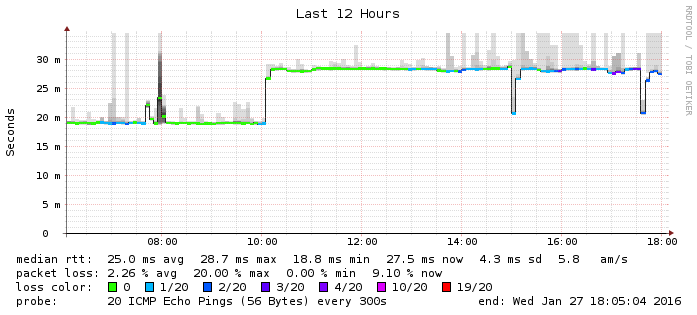 Last 12 Hours
RRDTOOL / TOBI OETIKER
Seconds
30 m
25 m
20 m
15 m
10 m
5 m
0
08:00 10:00 12:00 14:00 16:00 18:00
median rtt: 25.0 ms avg 28.7 ms max 18.8 ms min 27.5 ms now 4.3 ms sd 5.8 am/s
packet loss: 2.26 % avg 20.00 % max 0.00 % min 9.10 % now
loss color: 0 1/20 2/20 3/20 4/20 10/20 19/20
probe: 20 ICMP Echo Pings (56 Bytes) every 300s end: Wed Jan 27 18:05:04 2016